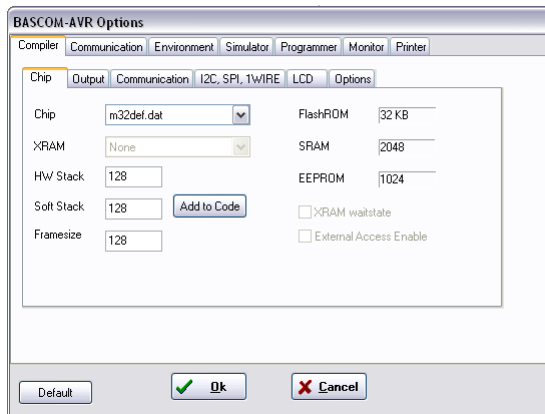 BASCOM-AVR Options
Compiler Communication Environment Simulator Programmer Monitor Printer
Chip Output Communication I2C, SPI, 1WIRE LCD Options
Chip m32def.dat FlashROM 32 KB
XRAM None SRAM 2048
HW Stack 128 EEPROM 1024
Soft Stack 128 Add to Code XRAM waitstate
Framesize 128 External Access Enable
Default Ok Cancel